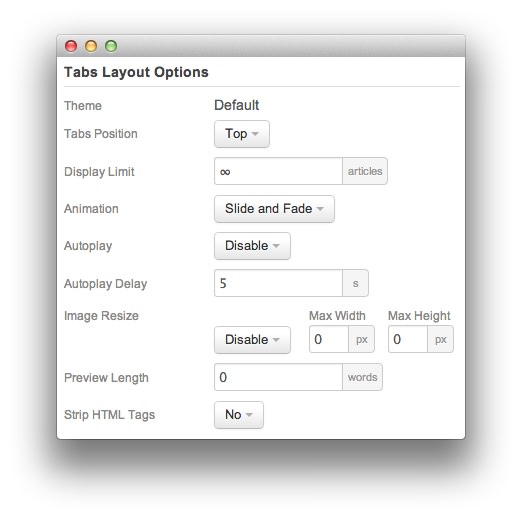 Tabs Layout Options
Theme Default
Tabs Position Top
Display Limit ∞ articles
Animation Slide and Fade
Autoplay Disable
Autoplay Delay 5 s
Image Resize Max Width Max Height
Disable 0 px 0 px
Preview Length 0 words
Strip HTML Tags No